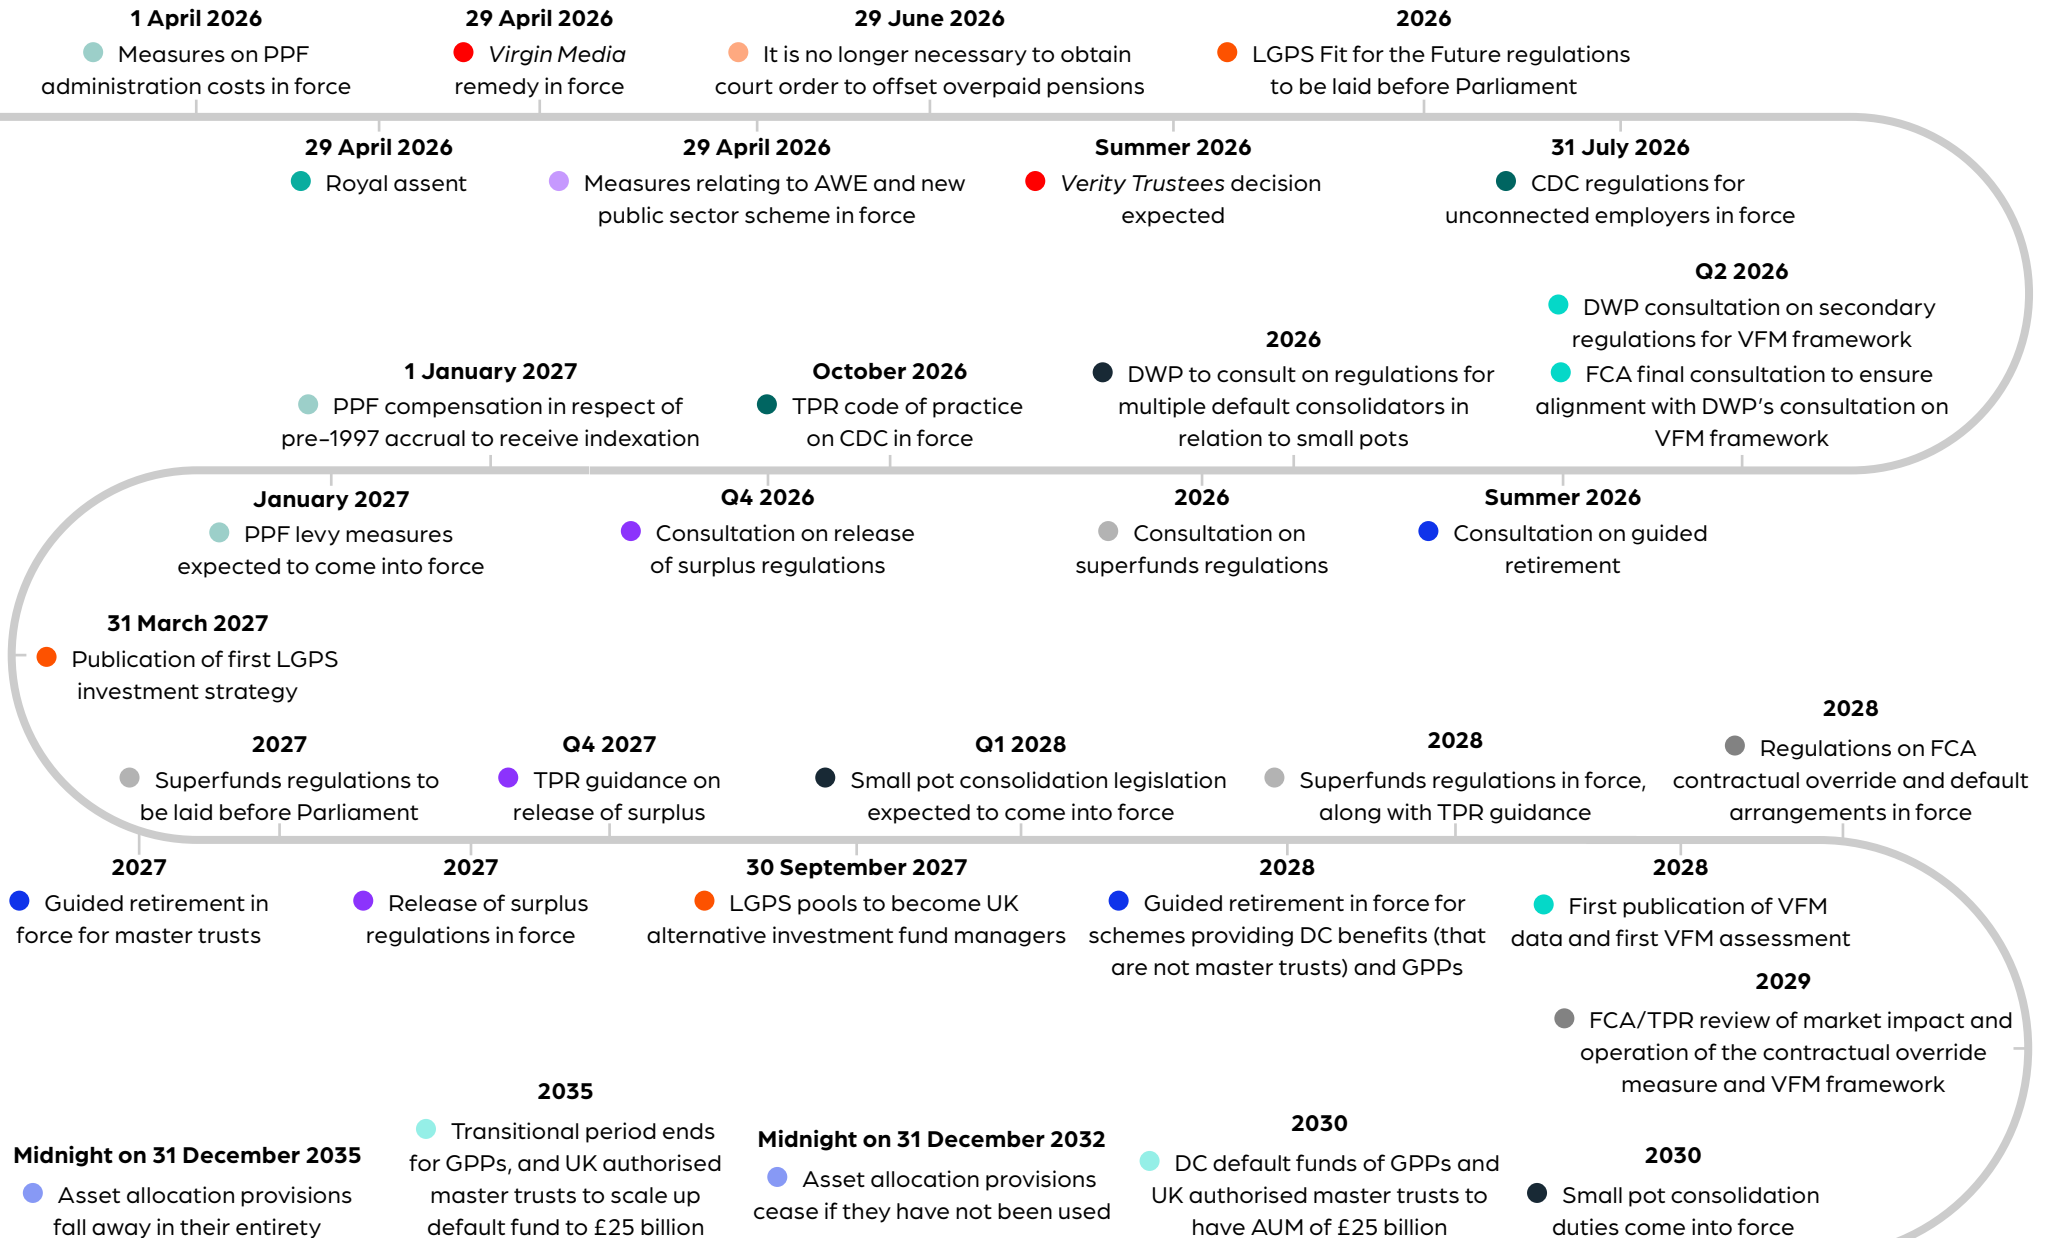 1 April 2026
Measures on PPF
administration costs in force
29 April 2026
Virgin Media
remedy in force
29 June 2026
It is no longer necessary to obtain
court order to offset overpaid pensions
2026
LGPS Fit for the Future regulations
to be laid before Parliament
29 April 2026
Royal assent
29 April 2026
Measures relating to AWE and new
public sector scheme in force
Summer 2026
Verity Trustees decision
expected
31 July 2026
CDC regulations for
unconnected employers in force
Q2 2026
DWP consultation on secondary
regulations for VFM framework
FCA final consultation to ensure
alignment with DWP’s consultation on
VFM framework
2026
DWP to consult on regulations for
multiple default consolidators in
relation to small pots
October 2026
TPR code of practice
on CDC in force
1 January 2027
PPF compensation in respect of
pre-1997 accrual to receive indexation
Summer 2026
Consultation on guided
retirement
2026
Consultation on
superfunds regulations
Q4 2026
Consultation on release
of surplus regulations
January 2027
PPF levy measures
expected to come into force
31 March 2027
Publication of first LGPS
investment strategy
2027
Superfunds regulations to
be laid before Parliament
Q4 2027
TPR guidance on
release of surplus
Q1 2028
Small pot consolidation legislation
expected to come into force
2028
Superfunds regulations in force,
along with TPR guidance
2028
Regulations on FCA
contractual override and default
arrangements in force
2027
Guided retirement in
force for master trusts
2027
Release of surplus
regulations in force
30 September 2027
LGPS pools to become UK
alternative investment fund managers
2028
Guided retirement in force for
schemes providing DC benefits (that
are not master trusts) and GPPs
2028
First publication of VFM
data and first VFM assessment
2029
FCA/TPR review of market impact and
operation of the contractual override
measure and VFM framework
2030
Small pot consolidation
duties come into force
2030
DC default funds of GPPs and
UK authorised master trusts to
have AUM of £25 billion
Midnight on 31 December 2032
Asset allocation provisions
cease if they have not been used
2035
Transitional period ends
for GPPs, and UK authorised
master trusts to scale up
default fund to £25 billion
Midnight on 31 December 2035
Asset allocation provisions
fall away in their entirety